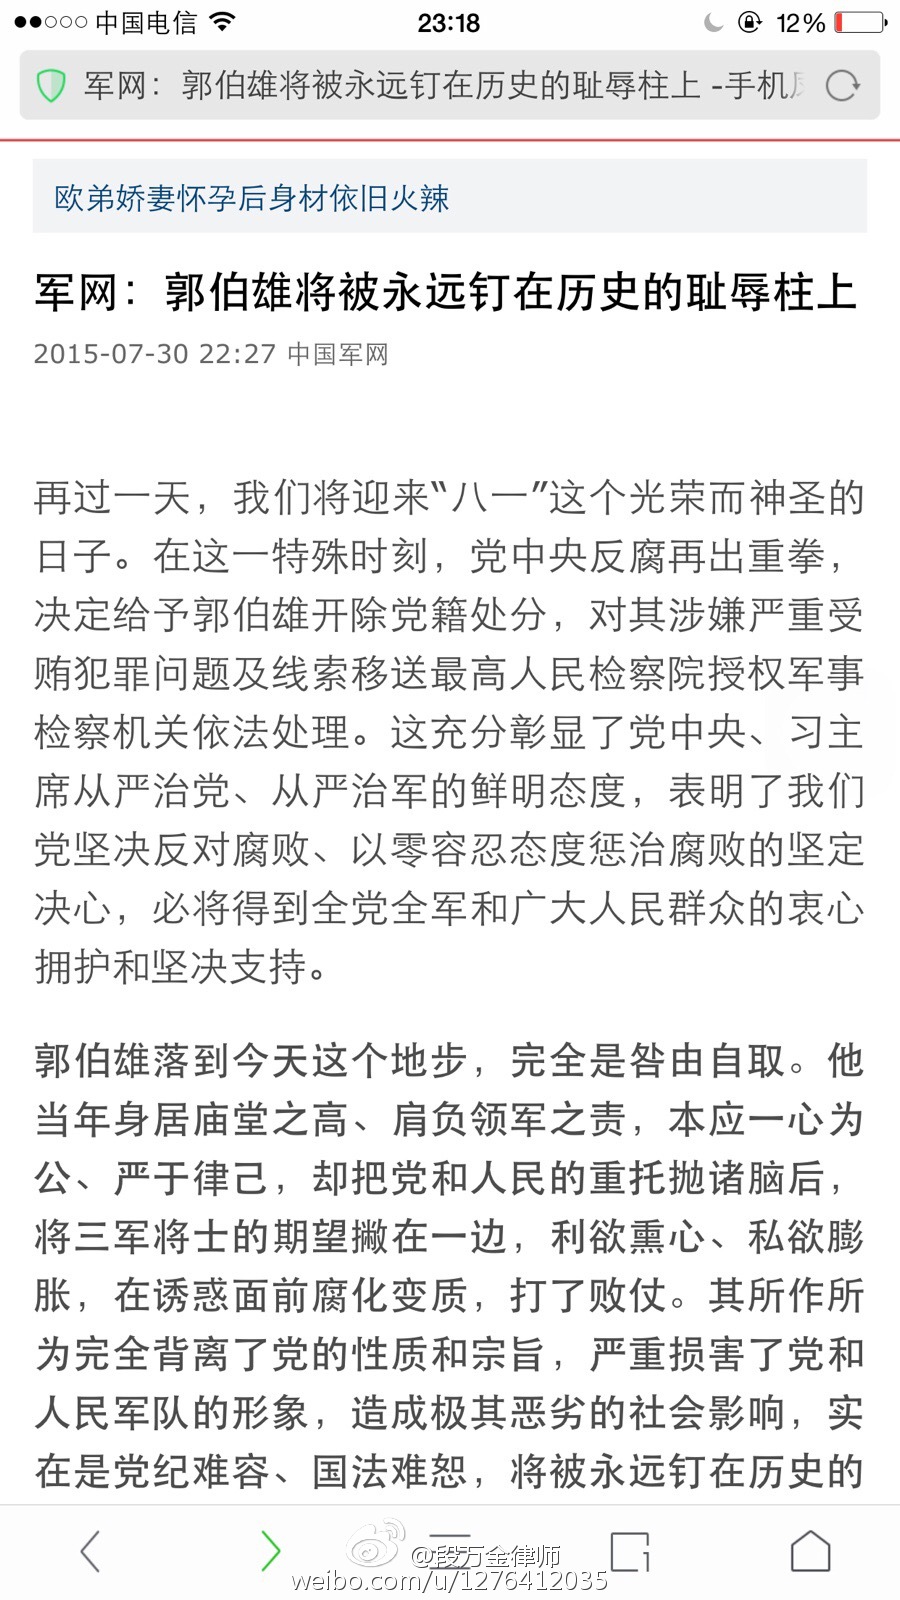 中国电信
23:18
12%
军网：郭伯雄将被永远钉在历史的耻辱柱上 -手机
欧弟娇妻怀孕后身材依旧火辣
军网：郭伯雄将被永远钉在历史的耻辱柱上
2015-07-30 22:27 中国军网
再过一天，我们将迎来“八一”这个光荣而神圣的
日子。在这一特殊时刻，党中央反腐再出重拳，
决定给予郭伯雄开除党籍处分，对其涉嫌严重受
贿犯罪问题及线索移送最高人民检察院授权军事
检察机关依法处理。这充分彰显了党中央、习主
席从严治党、从严治军的鲜明态度，表明了我们
党坚决反对腐败、以零容忍态度惩治腐败的坚定
决心，必将得到全党全军和广大人民群众的衷心
拥护和坚决支持。
郭伯雄落到今天这个地步，完全是咎由自取。他
当年身居庙堂之高、肩负领军之责，本应一心为
公、严于律己，却把党和人民的重托抛诸脑后，
将三军将士的期望撇在一边，利欲熏心、私欲膨
胀，在诱惑面前腐化变质，打了败仗。其所作所
为完全背离了党的性质和宗旨，严重损害了党和
人民军队的形象，造成极其恶劣的社会影响，实
在是党纪难容、国法难恕，将被永远钉在历史的
1
@段万金律师
weibo.com/u/1276412035